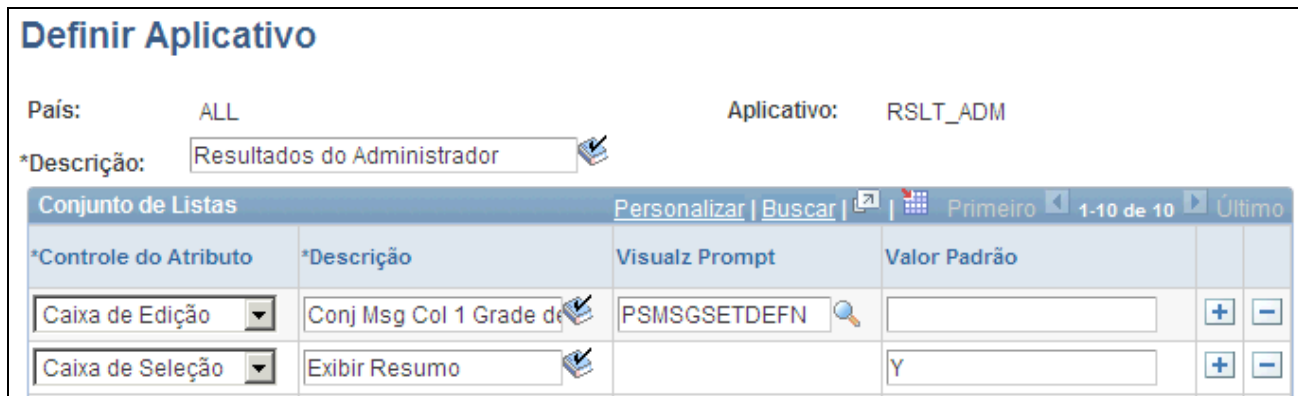 Definir Aplicativo
País: ALL Aplicativo: RSLT_ADM
*Descrição: Resultados do Administrador
Conjunto de Listas Personalizar | Buscar | | Primeiro 1-10 de 10 Último
*Controle do Atributo *Descrição Visualz Prompt Valor Padrão
Caixa de Edição Conj Msg Col 1 Grade de PSMSGSETDEFN
Caixa de Seleção Exibir Resumo Y